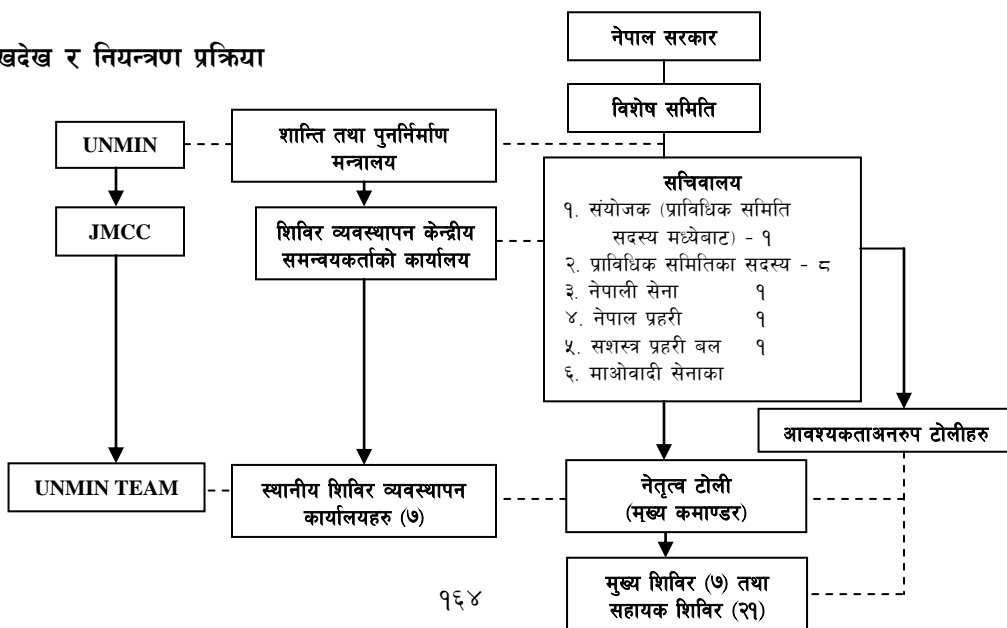 नेपाल सरकार
खदेख र नियन्त्रण प्रक्रिया
विशेष समिति
UNMIN
शान्ति तथा पुनर्निर्माण
मन्त्रालय
सचिवालय
१. संयोजक (प्राविधिक समिति
सदस्य मध्येबाट) - १
२. प्राविधिक समितिका सदस्य - ८
३. नेपाली सेना १
४. नेपाल प्रहरी १
५. सशस्त्र प्रहरी बल १
६. माओवादी सेनाका
JMCC
शिविर व्यवस्थापन केन्द्रीय
समन्वयकर्ताको कार्यालय
आवश्यकताअनरुप टोलीहरु
UNMIN TEAM
स्थानीय शिविर व्यवस्थापन
कार्यालयहरु (७)
नेतृत्व टोली
(मख्य कमाण्डर)
मुख्य शिविर (७) तथा
सहायक शिविर (२१)
१६४